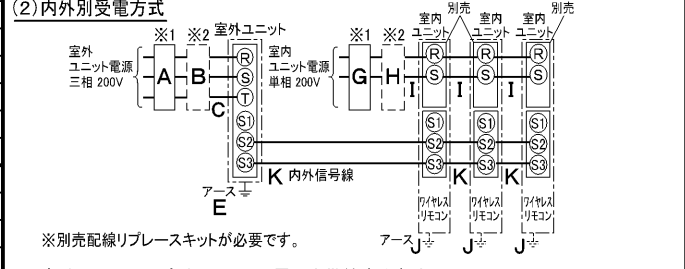 (2)内外別受電方式
別売 別売
※1 ※2 室外ユニット ※1 ※2 室内ユニット 室内ユニット 室内ユニット
室外
ユニット電源
三相 200V
A B C
R
S
T
S1
S2
S3
室内
ユニット電源
単相 200V
G H I I I
R R R
S S S
S1 S1 S1
S2 S2 S2
S3 S3 S3
K 内外信号線 K K
アース
E
ワイヤレスリモコン ワイヤレスリモコン ワイヤレスリモコン
※別売配線リプレースキットが必要です。
アース J J J